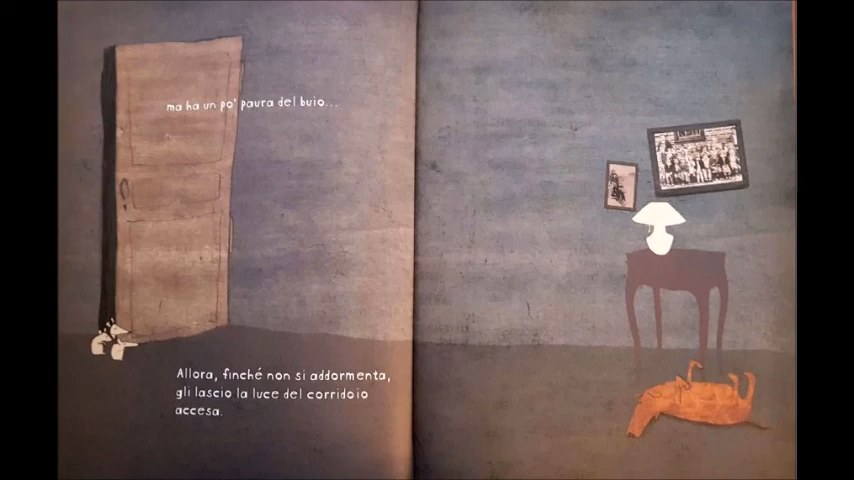 ma ha un po' paura del buio...
Allora, finché non si addormenta,
gli lascio la luce del corridoio
accesa.